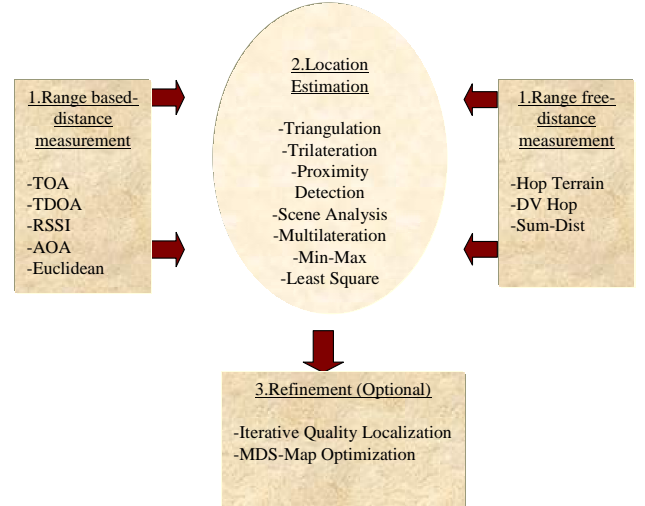 1.Range based-
distance
measurement
-TOA
-TDOA
-RSSI
-AOA
-Euclidean
2.Location
Estimation
-Triangulation
-Trilateration
-Proximity
Detection
-Scene Analysis
-Multilateration
-Min-Max
-Least Square
1.Range free-
distance
measurement
-Hop Terrain
-DV Hop
-Sum-Dist
3.Refinement (Optional)
-Iterative Quality Localization
-MDS-Map Optimization